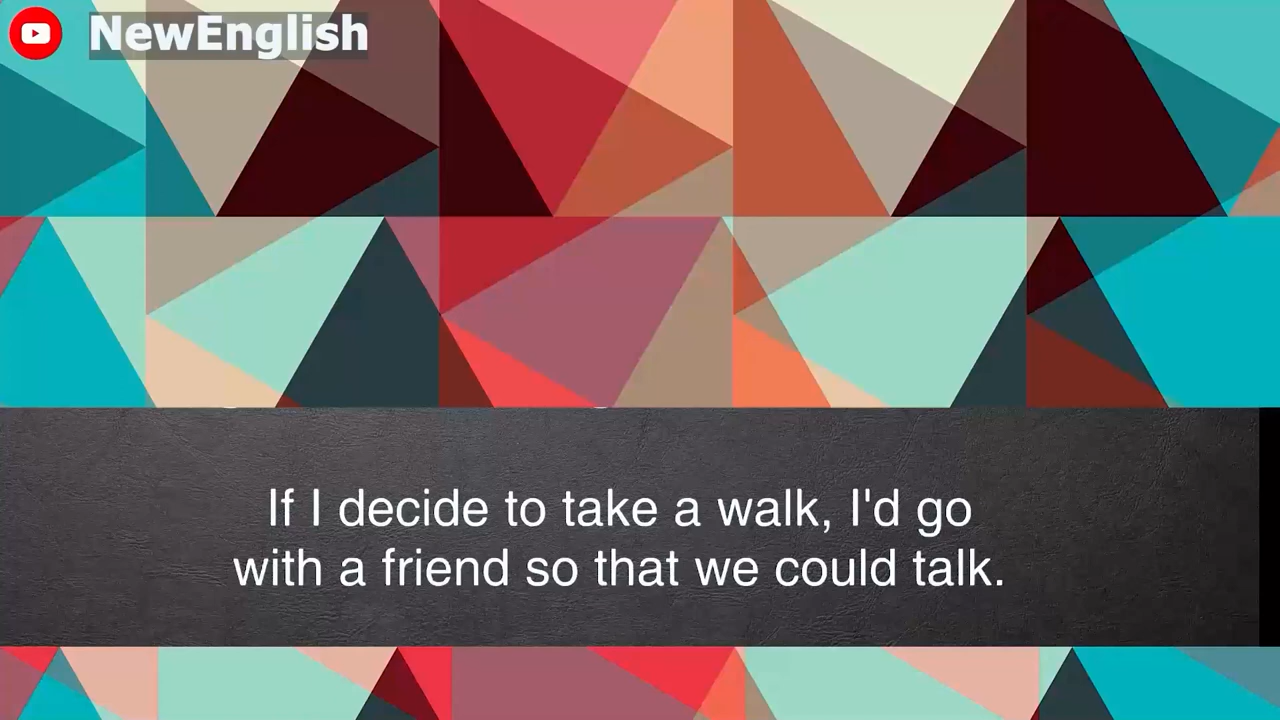 NewEnglish
If I decide to take a walk, I'd go
with a friend so that we could talk.